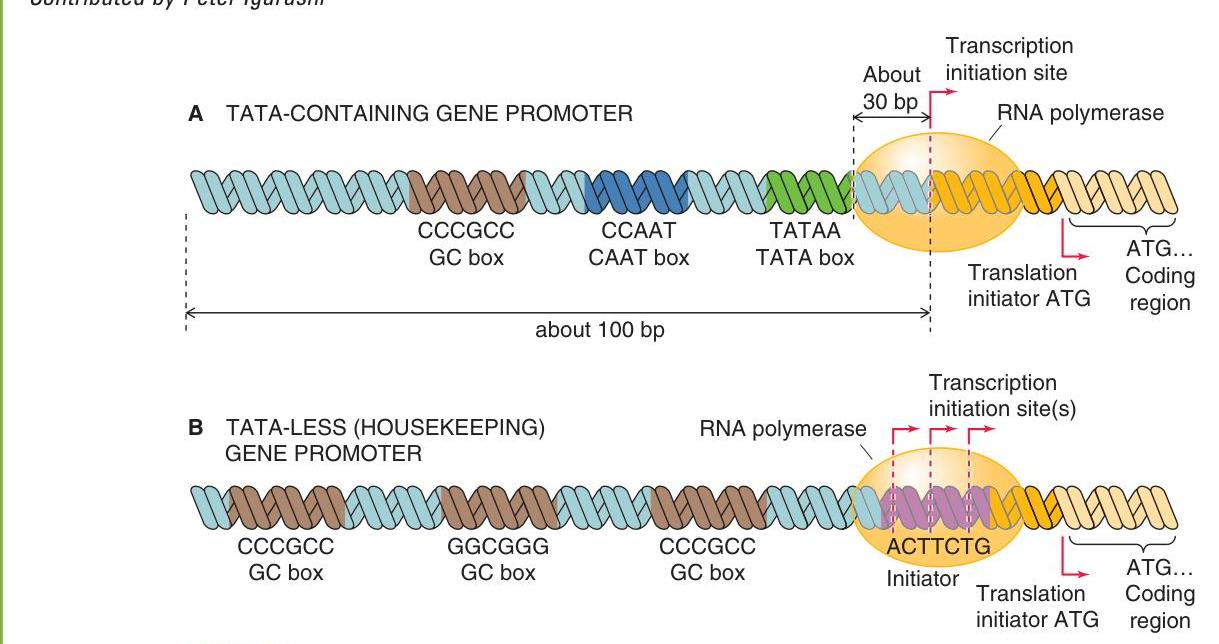 Contributed by Peter Igarashi
Transcription
initiation site
About
30 bp
A TATA-CONTAINING GENE PROMOTER
RNA polymerase
CCCGCC
GC box
CCAAT
CAAT box
TATAA
TATA box
Translation
initiator ATG
ATG...
Coding
region
about 100 bp
Transcription
initiation site(s)
B TATA-LESS (HOUSEKEEPING)
GENE PROMOTER
RNA polymerase
CCCGCC
GC box
GGCGGG
GC box
CCCGCC
GC box
ACTTCTG
Initiator
Translation
initiator ATG
ATG...
Coding
region